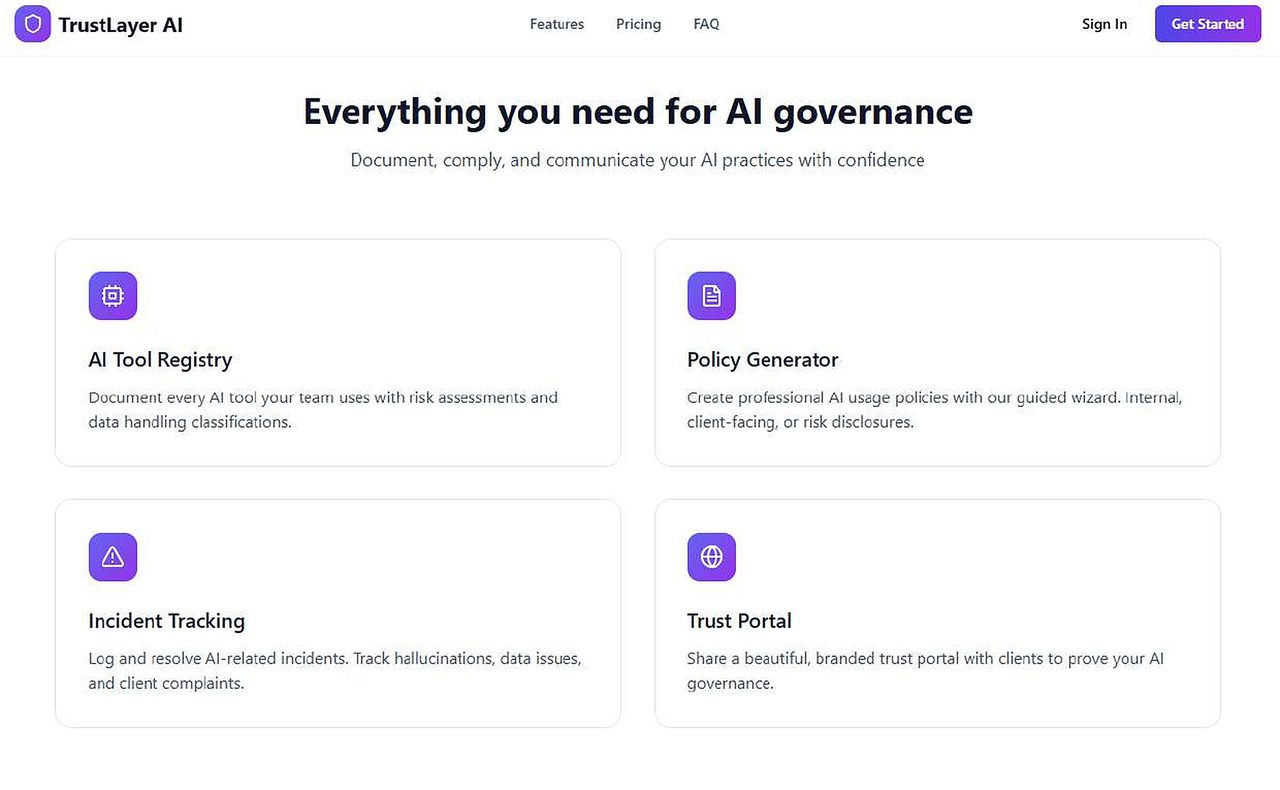 TrustLayer AI
Features
Pricing
FAQ
Sign In
Get Started
Everything you need for AI governance
Document, comply, and communicate your AI practices with confidence
AI Tool Registry
Document every AI tool your team uses with risk assessments and
data handling classifications.
Policy Generator
Create professional AI usage policies with our guided wizard. Internal,
client-facing, or risk disclosures.
Incident Tracking
Log and resolve AI-related incidents. Track hallucinations, data issues,
and client complaints.
Trust Portal
Share a beautiful, branded trust portal with clients to prove your AI
governance.